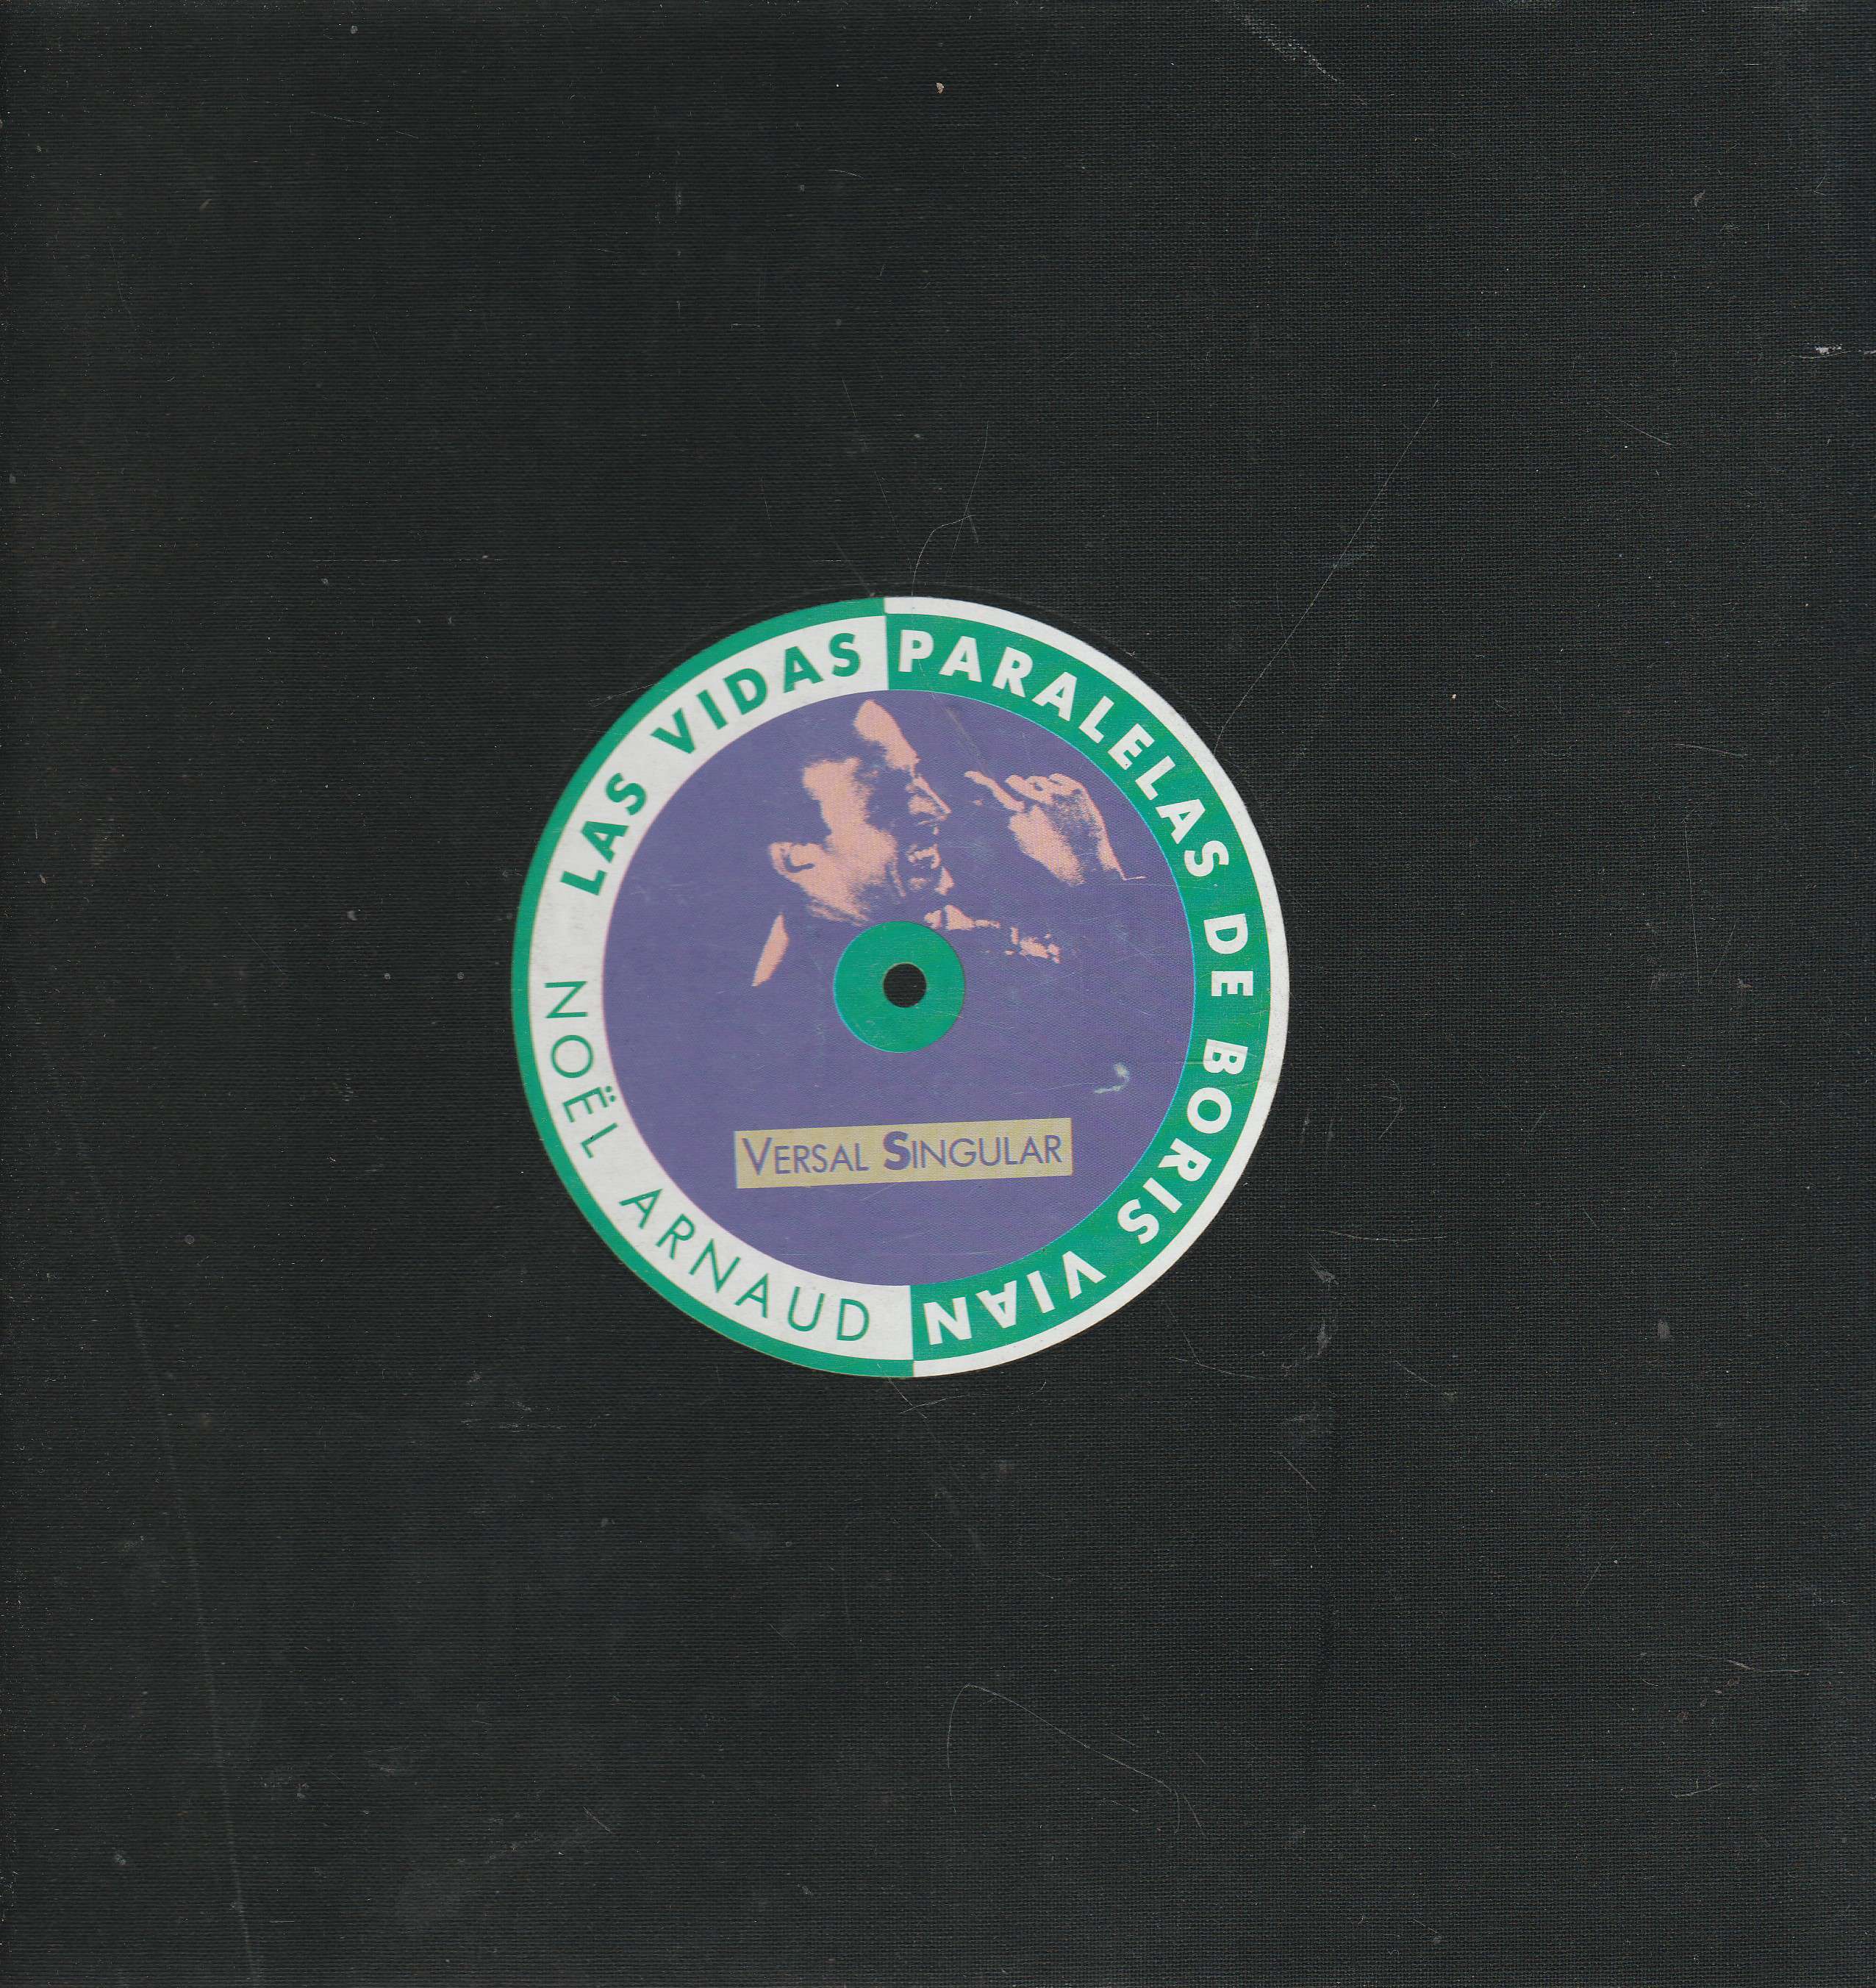 LAS VIDAS PARALELAS DE BORIS VIAN
NOËL ARNAUD
VERSAL SINGULAR